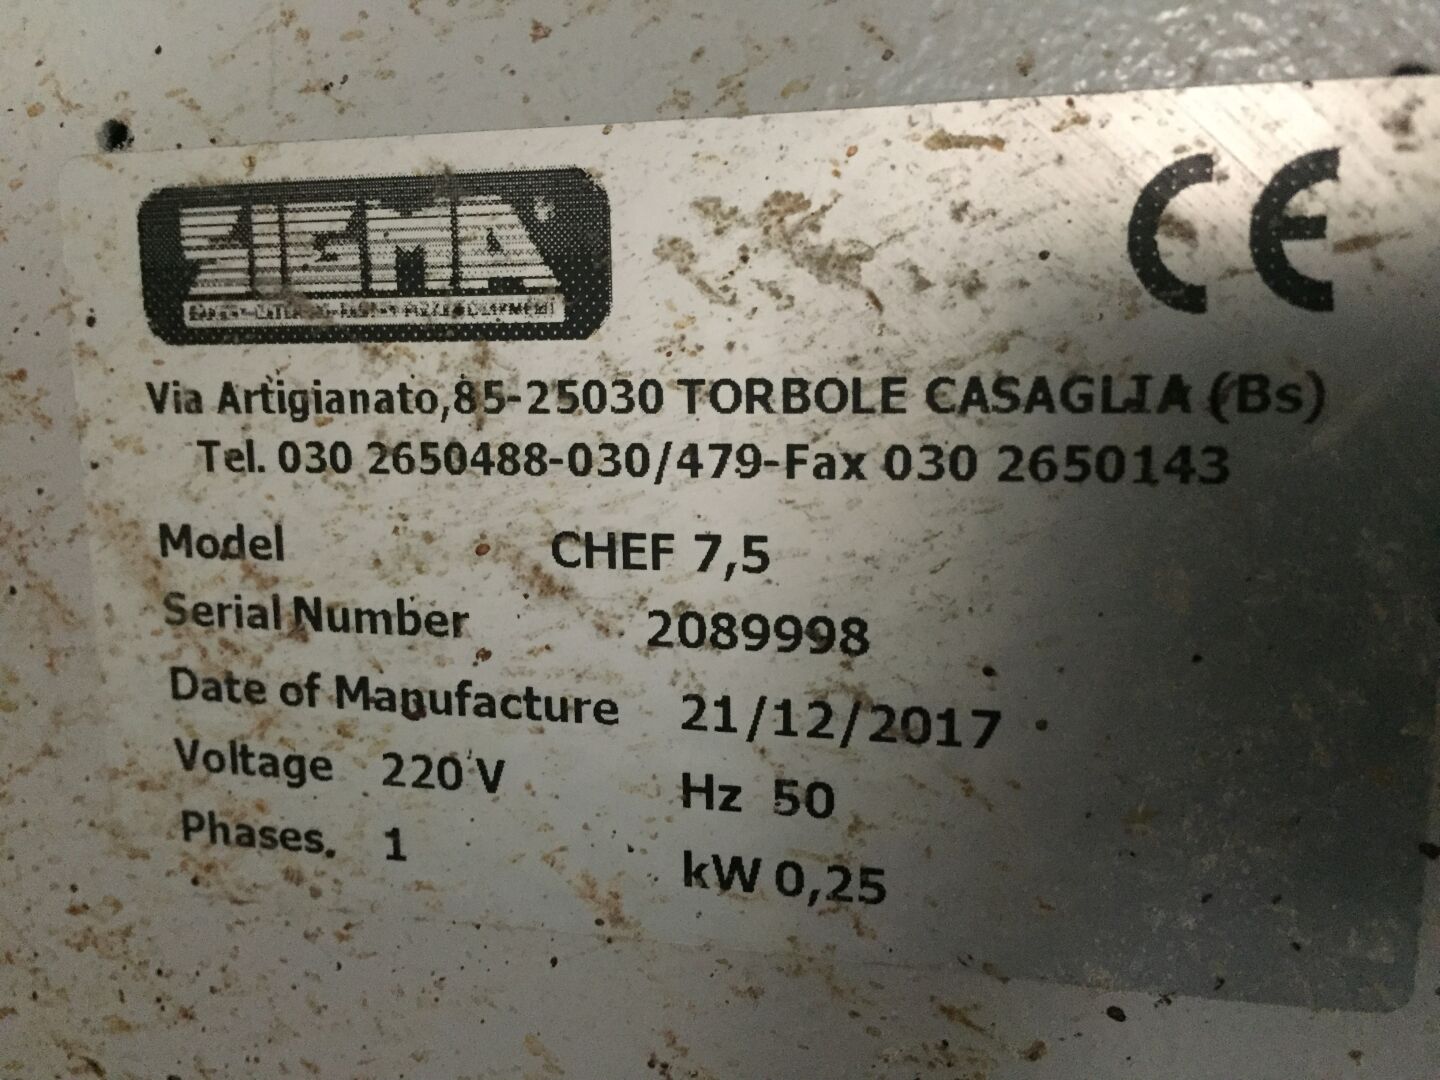 SIGMA
Via Artigianato,85-25030 TORBOLE CASAGLIA (Bs)
Tel. 030 2650488-030/479-Fax 030 2650143
Model CHEF 7,5
Serial Number 2089998
Date of Manufacture 21/12/2017
Voltage 220 V Hz 50
Phases. 1 kW 0,25
CE